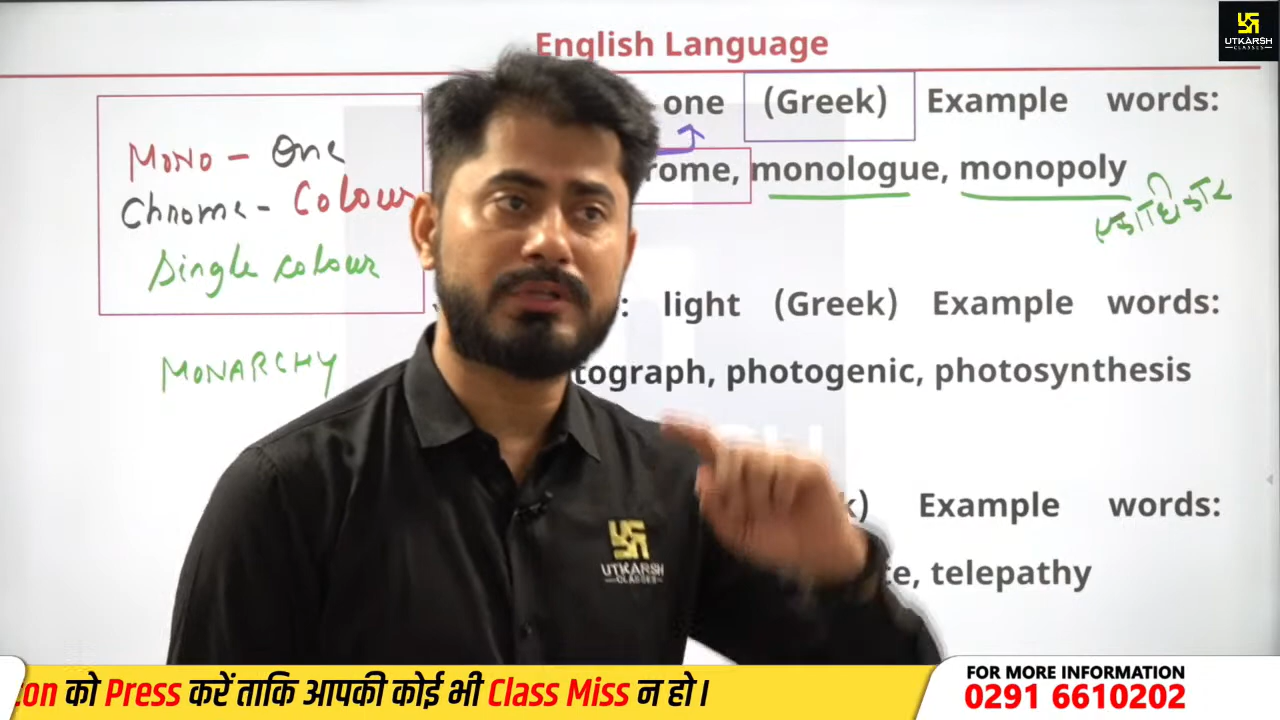 English Language
UTKARSH
CLASSES
one (Greek) Example words:
rome, monologue, monopoly
एकाधिकार
Mono - One
Chrome - Colour
Single colour
: light (Greek) Example words:
tograph, photogenic, photosynthesis
MONARCHY
k) Example words:
te, telepathy
UTKARSH
CLASSES
con को Press करें ताकि आपकी कोई भी Class Miss न हो।
FOR MORE INFORMATION
0291 6610202